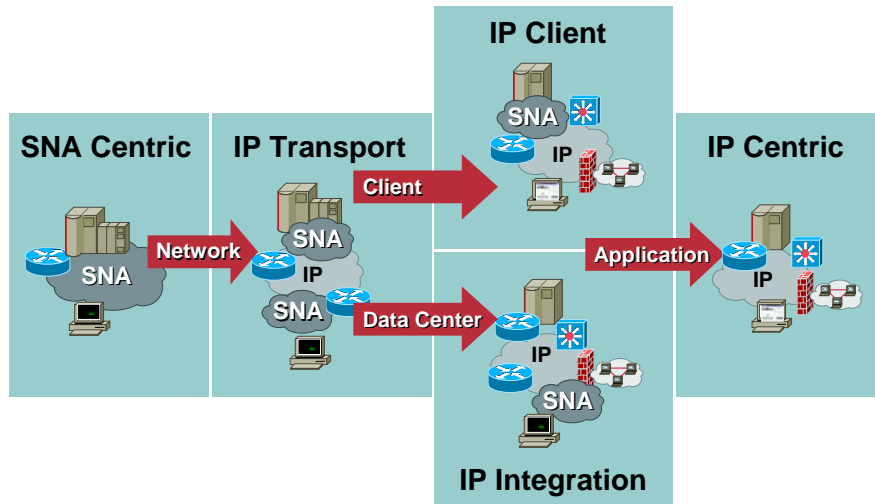 SNA Centric
SNA
Network
IP Transport
SNA
IP
SNA
Client
Data Center
IP Client
SNA
IP
IP
SNA
IP Integration
Application
IP Centric
IP